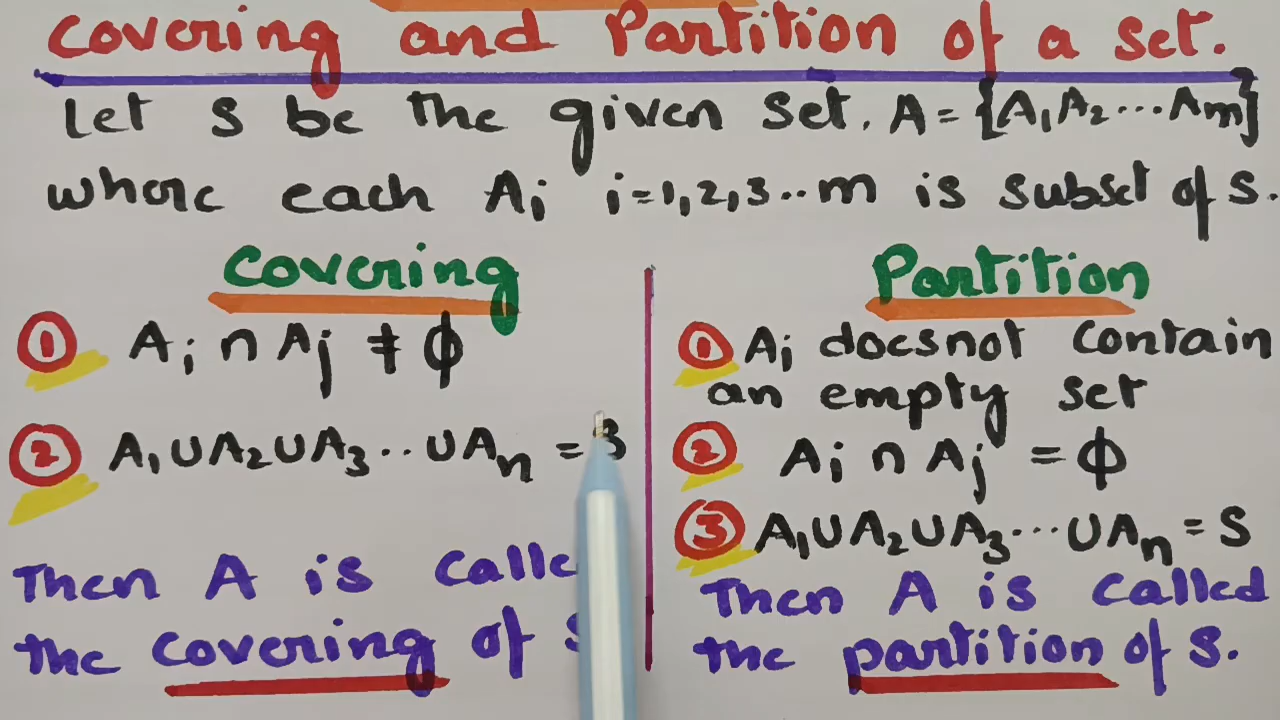 Covering and Partition of a set.
Let S be the given set. A = {A₁A₂...Am}
where each Ai i=1,2,3..m is subset of S.
Covering
① Ai ∩ Aj ≠ ϕ
② A₁∪A₂∪A₃...∪An =
Then A is
the covering of
Partition
① Ai doesnot contain
an empty set
② Ai ∩ Aj = ϕ
③ A₁∪A₂∪A₃...∪An = S
Then A is called
the partition of S.